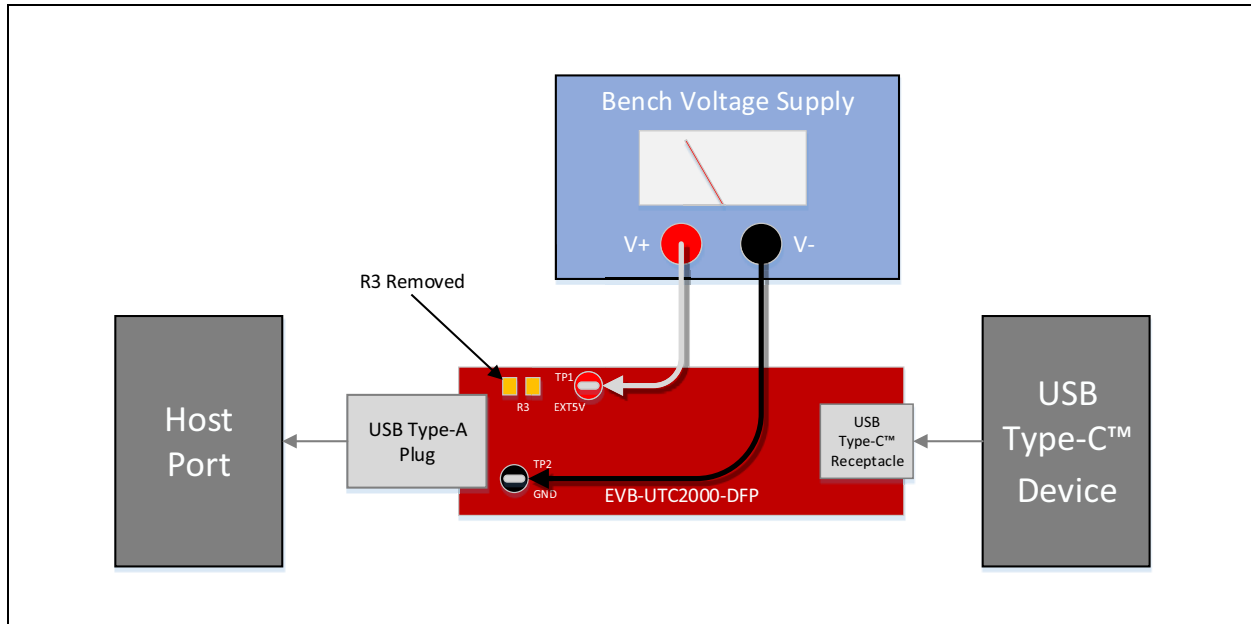 Bench Voltage Supply
V+
V-
R3 Removed
Host
Port
USB Type-A
Plug
R3
TP1
EXT5V
TP2
GND
EVB-UTC2000-DFP
USB
Type-C™
Receptacle
USB
Type-C™
Device